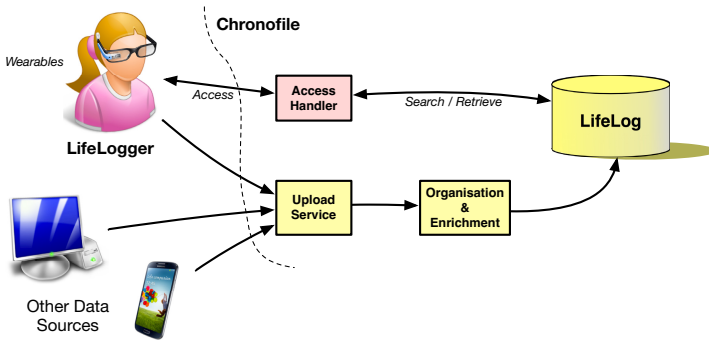 Chronofile
Wearables
Access
Access
Handler
Search / Retrieve
LifeLog
LifeLogger
Upload
Service
Organisation
&
Enrichment
Other Data
Sources